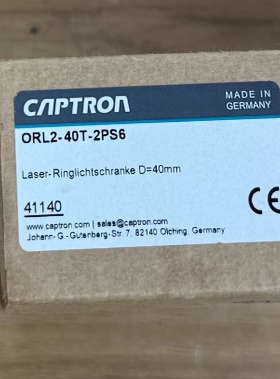 CAPTRON
MADE IN
GERMANY
ORL2-40T-2PS6
Laser-Ringlichtschranke D=40mm
41140
CE
www.captron.com | sales@captron.com
Johann-G.-Gutenberg-Str. 7, 82140 Olching, Germany